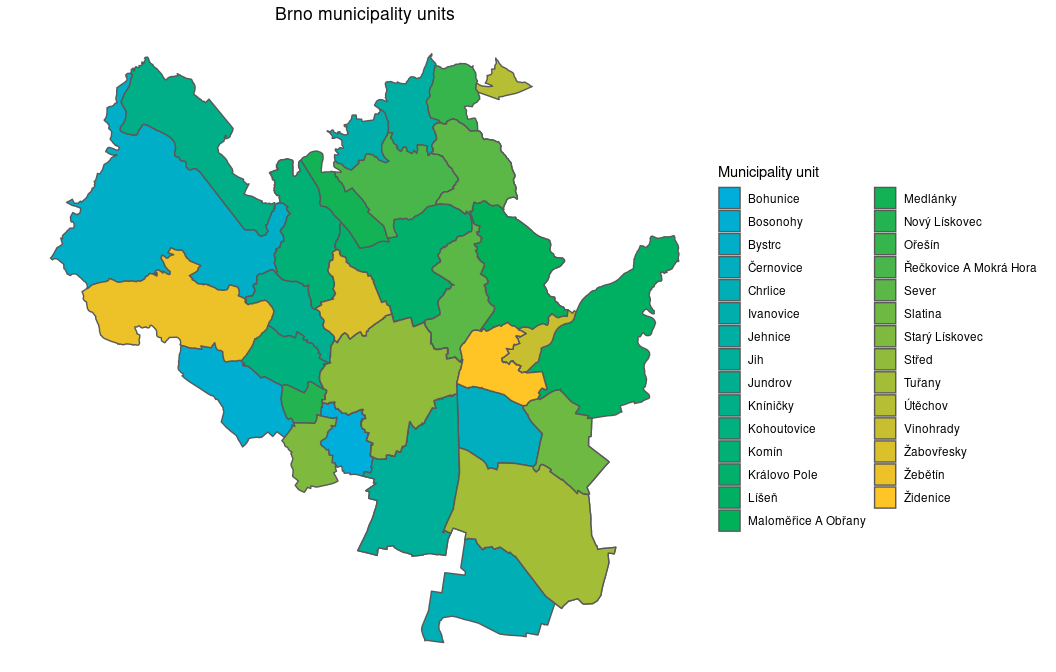 Brno municipality units
Municipality unit
Bohunice
Bosonohy
Bystrc
Černovice
Chrlice
Ivanovice
Jehnice
Jih
Jundrov
Kníničky
Kohoutovice
Komín
Královo Pole
Líšeň
Maloměřice A Obřany
Medlánky
Nový Lískovec
Ořešín
Řečkovice A Mokrá Hora
Sever
Slatina
Starý Lískovec
Střed
Tuřany
Útěchov
Vinohrady
Žabovřesky
Žebětín
Židenice